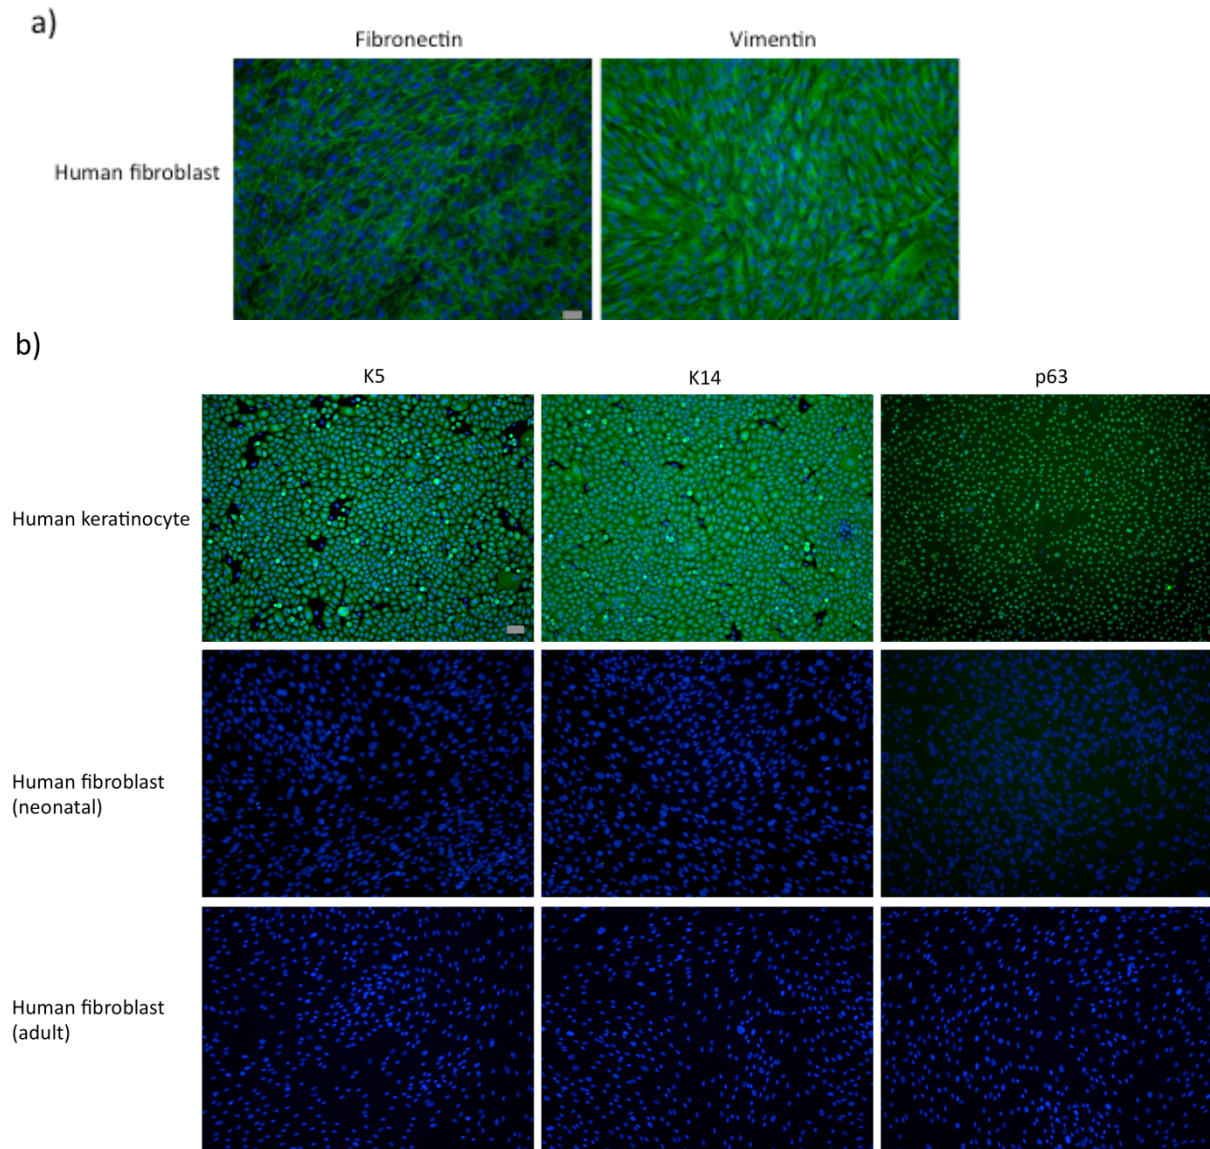 a)
Fibronectin
Vimentin
Human fibroblast
b)
K5
K14
p63
Human keratinocyte
Human fibroblast
(neonatal)
Human fibroblast
(adult)